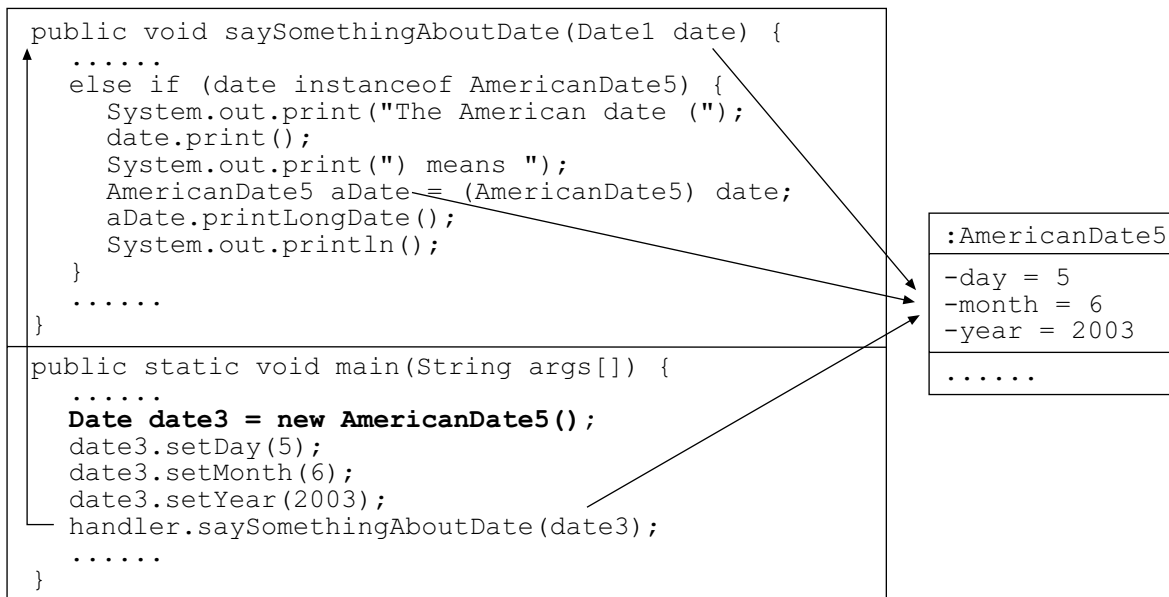 public void saySomethingAboutDate(Date1 date) {
......
else if (date instanceof AmericanDate5) {
System.out.print("The American date (");
date.print();
System.out.print(") means ");
AmericanDate5 aDate = (AmericanDate5) date;
aDate.printLongDate();
System.out.println();
}
......
}
public static void main(String args[]) {
......
Date date3 = new AmericanDate5();
date3.setDay(5);
date3.setMonth(6);
date3.setYear(2003);
handler.saySomethingAboutDate(date3);
......
}
:AmericanDate5
-day = 5
-month = 6
-year = 2003
......